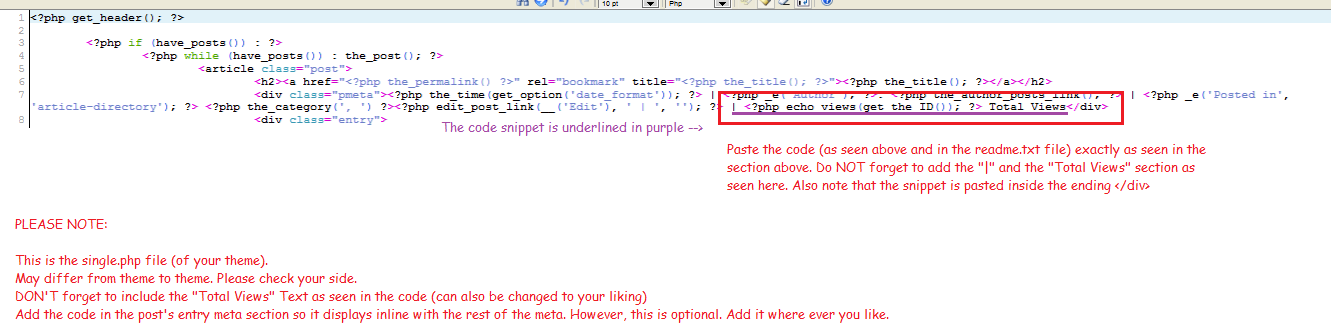 10 pt Php
1 <?php get_header(); ?>
2
3 <?php if (have_posts()) : ?>
4 <?php while (have_posts()) : the_post(); ?>
5 <article class="post">
6 <h2><a href="<?php the_permalink() ?>" rel="bookmark" title="<?php the_title(); ?>"><?php the_title(); ?></a></h2>
7 <div class="pmeta"><?php the_time(get_option('date_format')); ?> | <?php _e('Author'); ?>: <?php the_author_posts_link(); ?> | <?php _e('Posted in',
'article-directory'); ?> <?php the_category(', ') ?><?php edit_post_link(__('Edit'), ' | ', ''); ?> | <?php echo views(get_the_ID()); ?> Total Views</div>
8 <div class="entry">
The code snippet is underlined in purple -->
Paste the code (as seen above and in the readme.txt file) exactly as seen in the
section above. Do NOT forget to add the "|" and the "Total Views" section as
seen here. Also note that the snippet is pasted inside the ending </div>
PLEASE NOTE:
This is the single.php file (of your theme).
May differ from theme to theme. Please check your side.
DON'T forget to include the "Total Views" Text as seen in the code (can also be changed to your liking)
Add the code in the post's entry meta section so it displays inline with the rest of the meta. However, this is optional. Add it where ever you like.